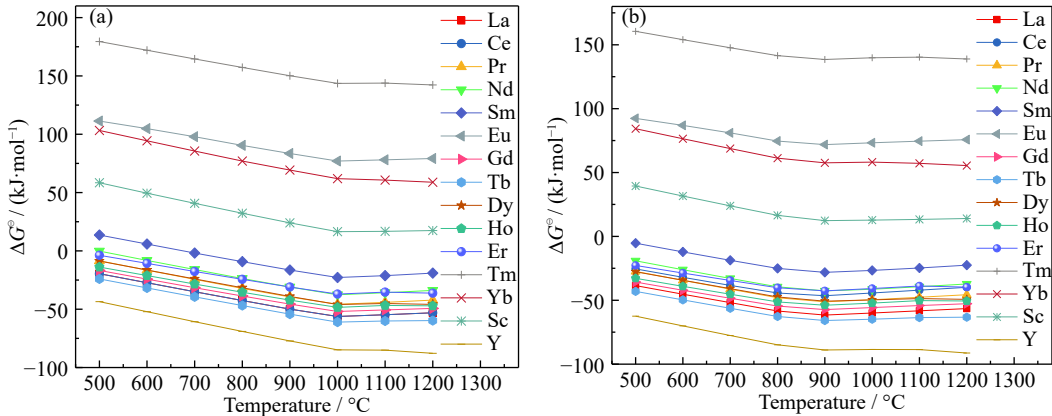 (a)
200
150
100
50
0
−50
−100
500 600 700 800 900 1000 1100 1200 1300
Temperature / °C
ΔG⊖ / (kJ·mol−1)
La
Ce
Pr
Nd
Sm
Eu
Gd
Tb
Dy
Ho
Er
Tm
Yb
Sc
Y
(b)
150
100
50
0
−50
−100
500 600 700 800 900 1000 1100 1200 1300
Temperature / °C
ΔG⊖ / (kJ·mol−1)
La
Ce
Pr
Nd
Sm
Eu
Gd
Tb
Dy
Ho
Er
Tm
Yb
Sc
Y